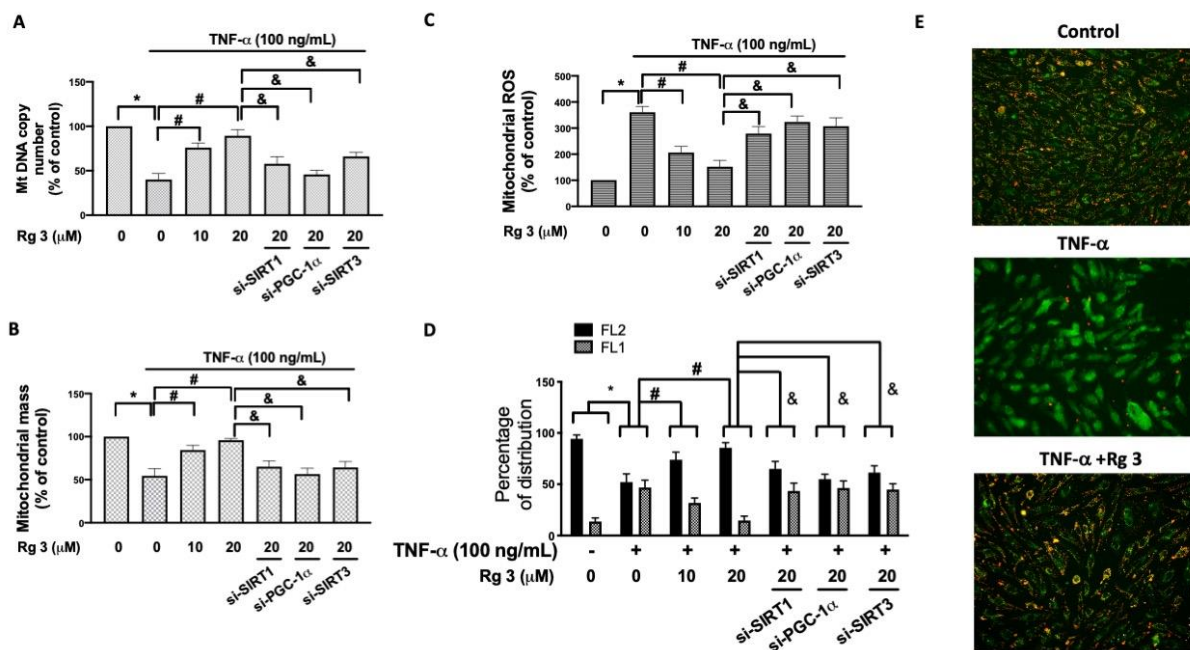 A
TNF-α (100 ng/mL)
Mt DNA copy
number
(% of control)
150
100
50
0
* # # & & &
Rg 3 (μM) 0 0 10 20 20 20 20
si-SIRT1 si-PGC-1α si-SIRT3
B
TNF-α (100 ng/mL)
Mitochondrial mass
(% of control)
150
100
50
0
* # # & & &
Rg 3 (μM) 0 0 10 20 20 20 20
si-SIRT1 si-PGC-1α si-SIRT3
C
TNF-α (100 ng/mL)
Mitochondrial ROS
(% of control)
500
400
300
200
100
0
* # # & & &
Rg 3 (μM) 0 0 10 20 20 20 20
si-SIRT1 si-PGC-1α si-SIRT3
D
FL2
FL1
Percentage
of distribution
150
100
50
0
* # # & & &
TNF-α (100 ng/mL) - + + + + + +
Rg 3 (μM) 0 0 10 20 20 20 20
si-SIRT1 si-PGC-1α si-SIRT3
E
Control
TNF-α
TNF-α +Rg 3